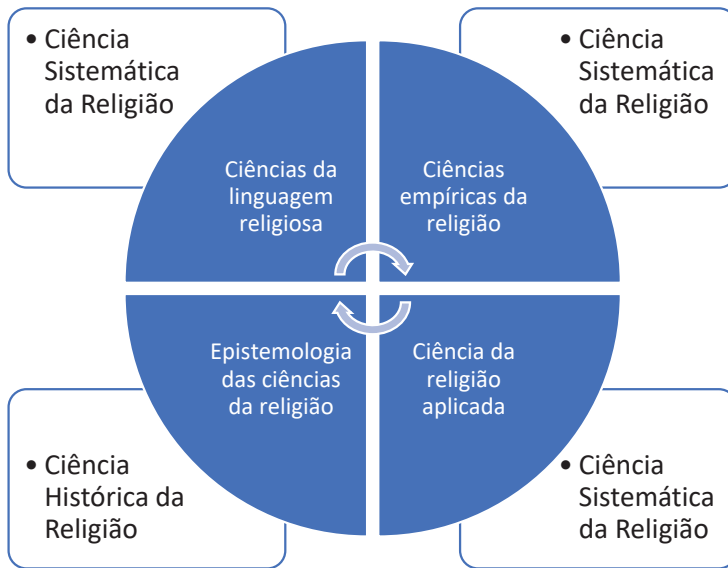 • Ciência
Sistemática
da Religião
• Ciência
Sistemática
da Religião
Ciências da
linguagem
religiosa
Ciências
empíricas da
religião
Epistemologia
das ciências
da religião
Ciência da
religião
aplicada
• Ciência
Histórica da
Religião
• Ciência
Sistemática
da Religião